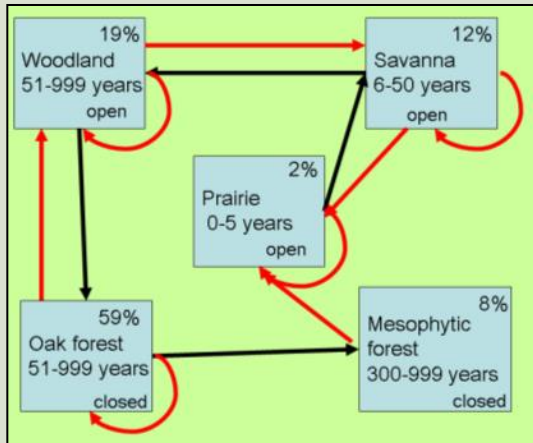 19%
Woodland
51-999 years
open
12%
Savanna
6-50 years
open
2%
Prairie
0-5 years
open
59%
Oak forest
51-999 years
closed
8%
Mesophytic
forest
300-999 years
closed